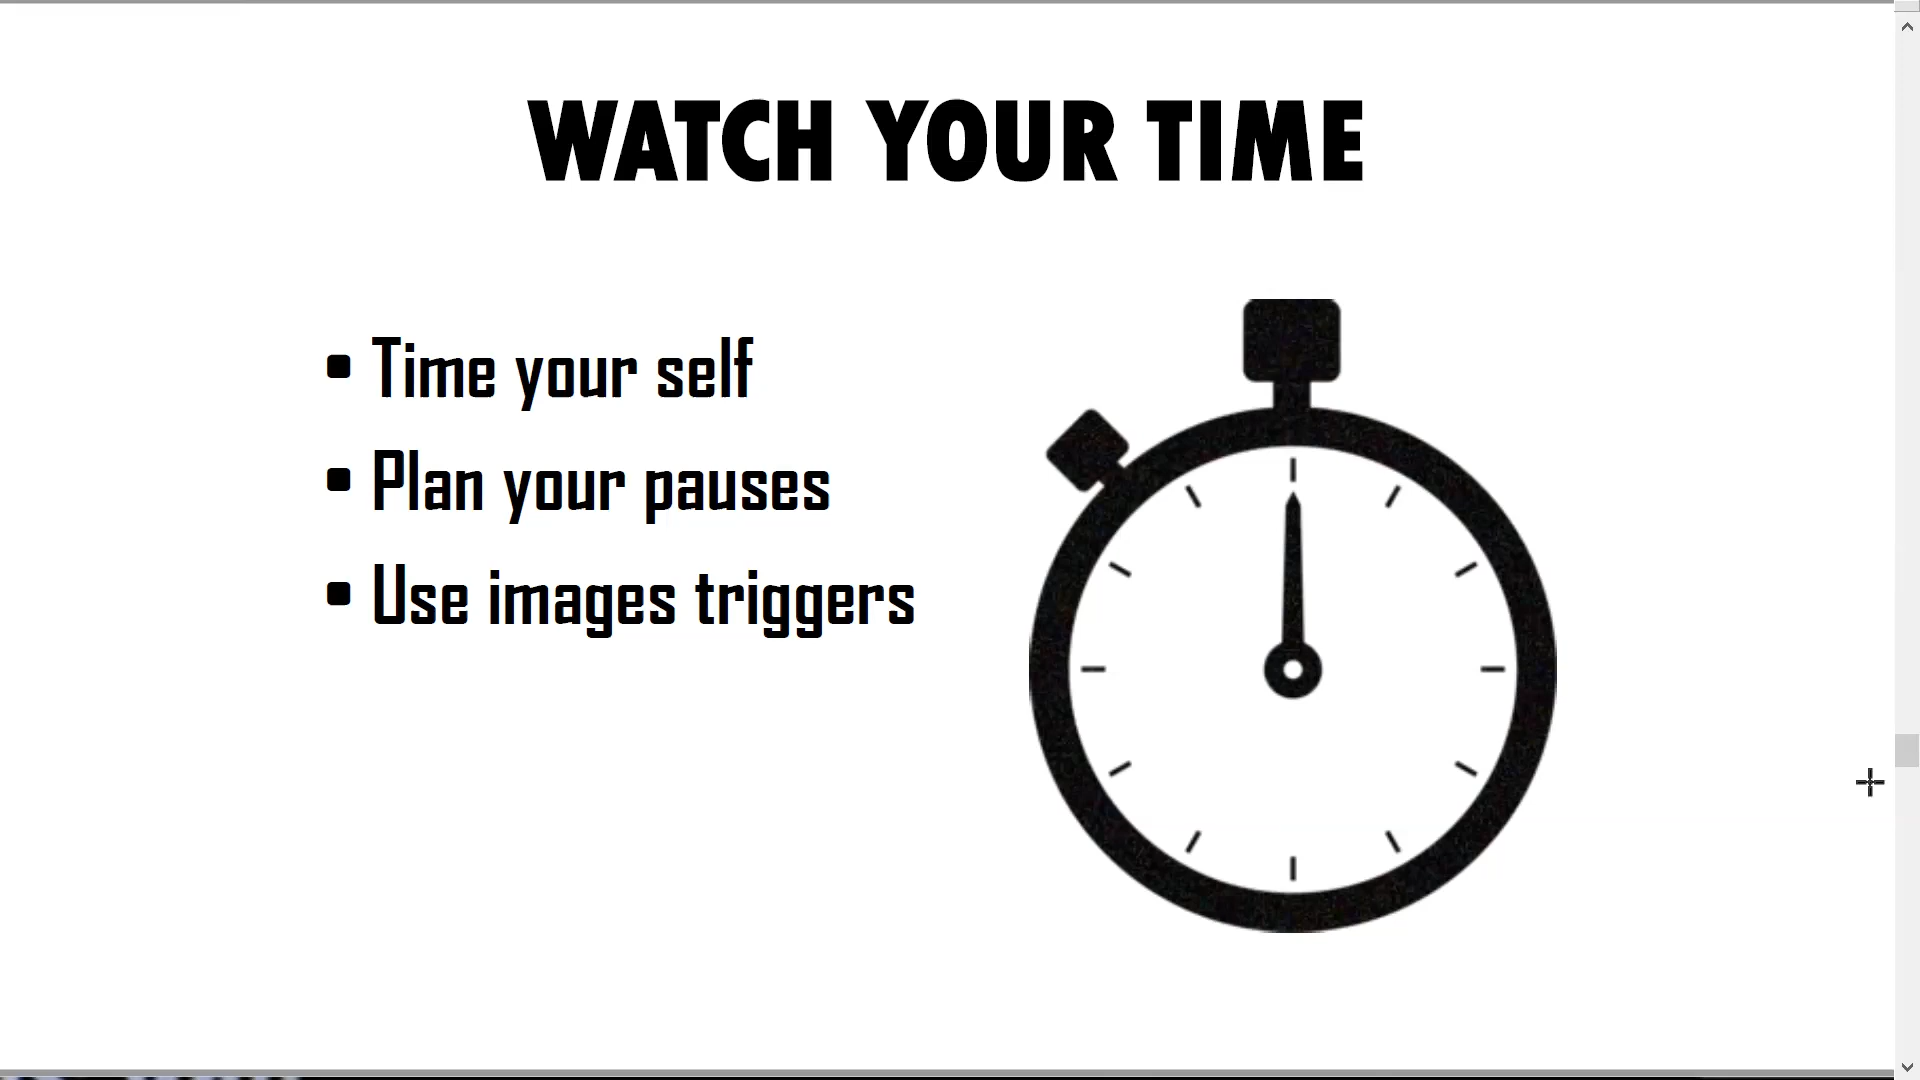 WATCH YOUR TIME
▪ Time your self
▪ Plan your pauses
▪ Use images triggers